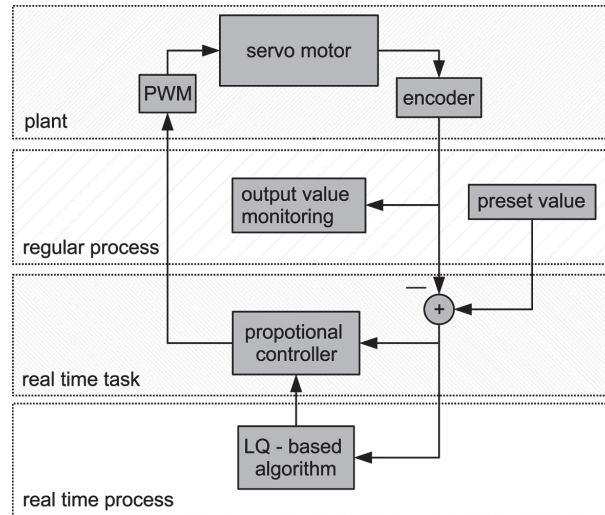 servo motor
PWM
encoder
plant
output value
monitoring
preset value
regular process
—
+
propotional
controller
real time task
LQ - based
algorithm
real time process